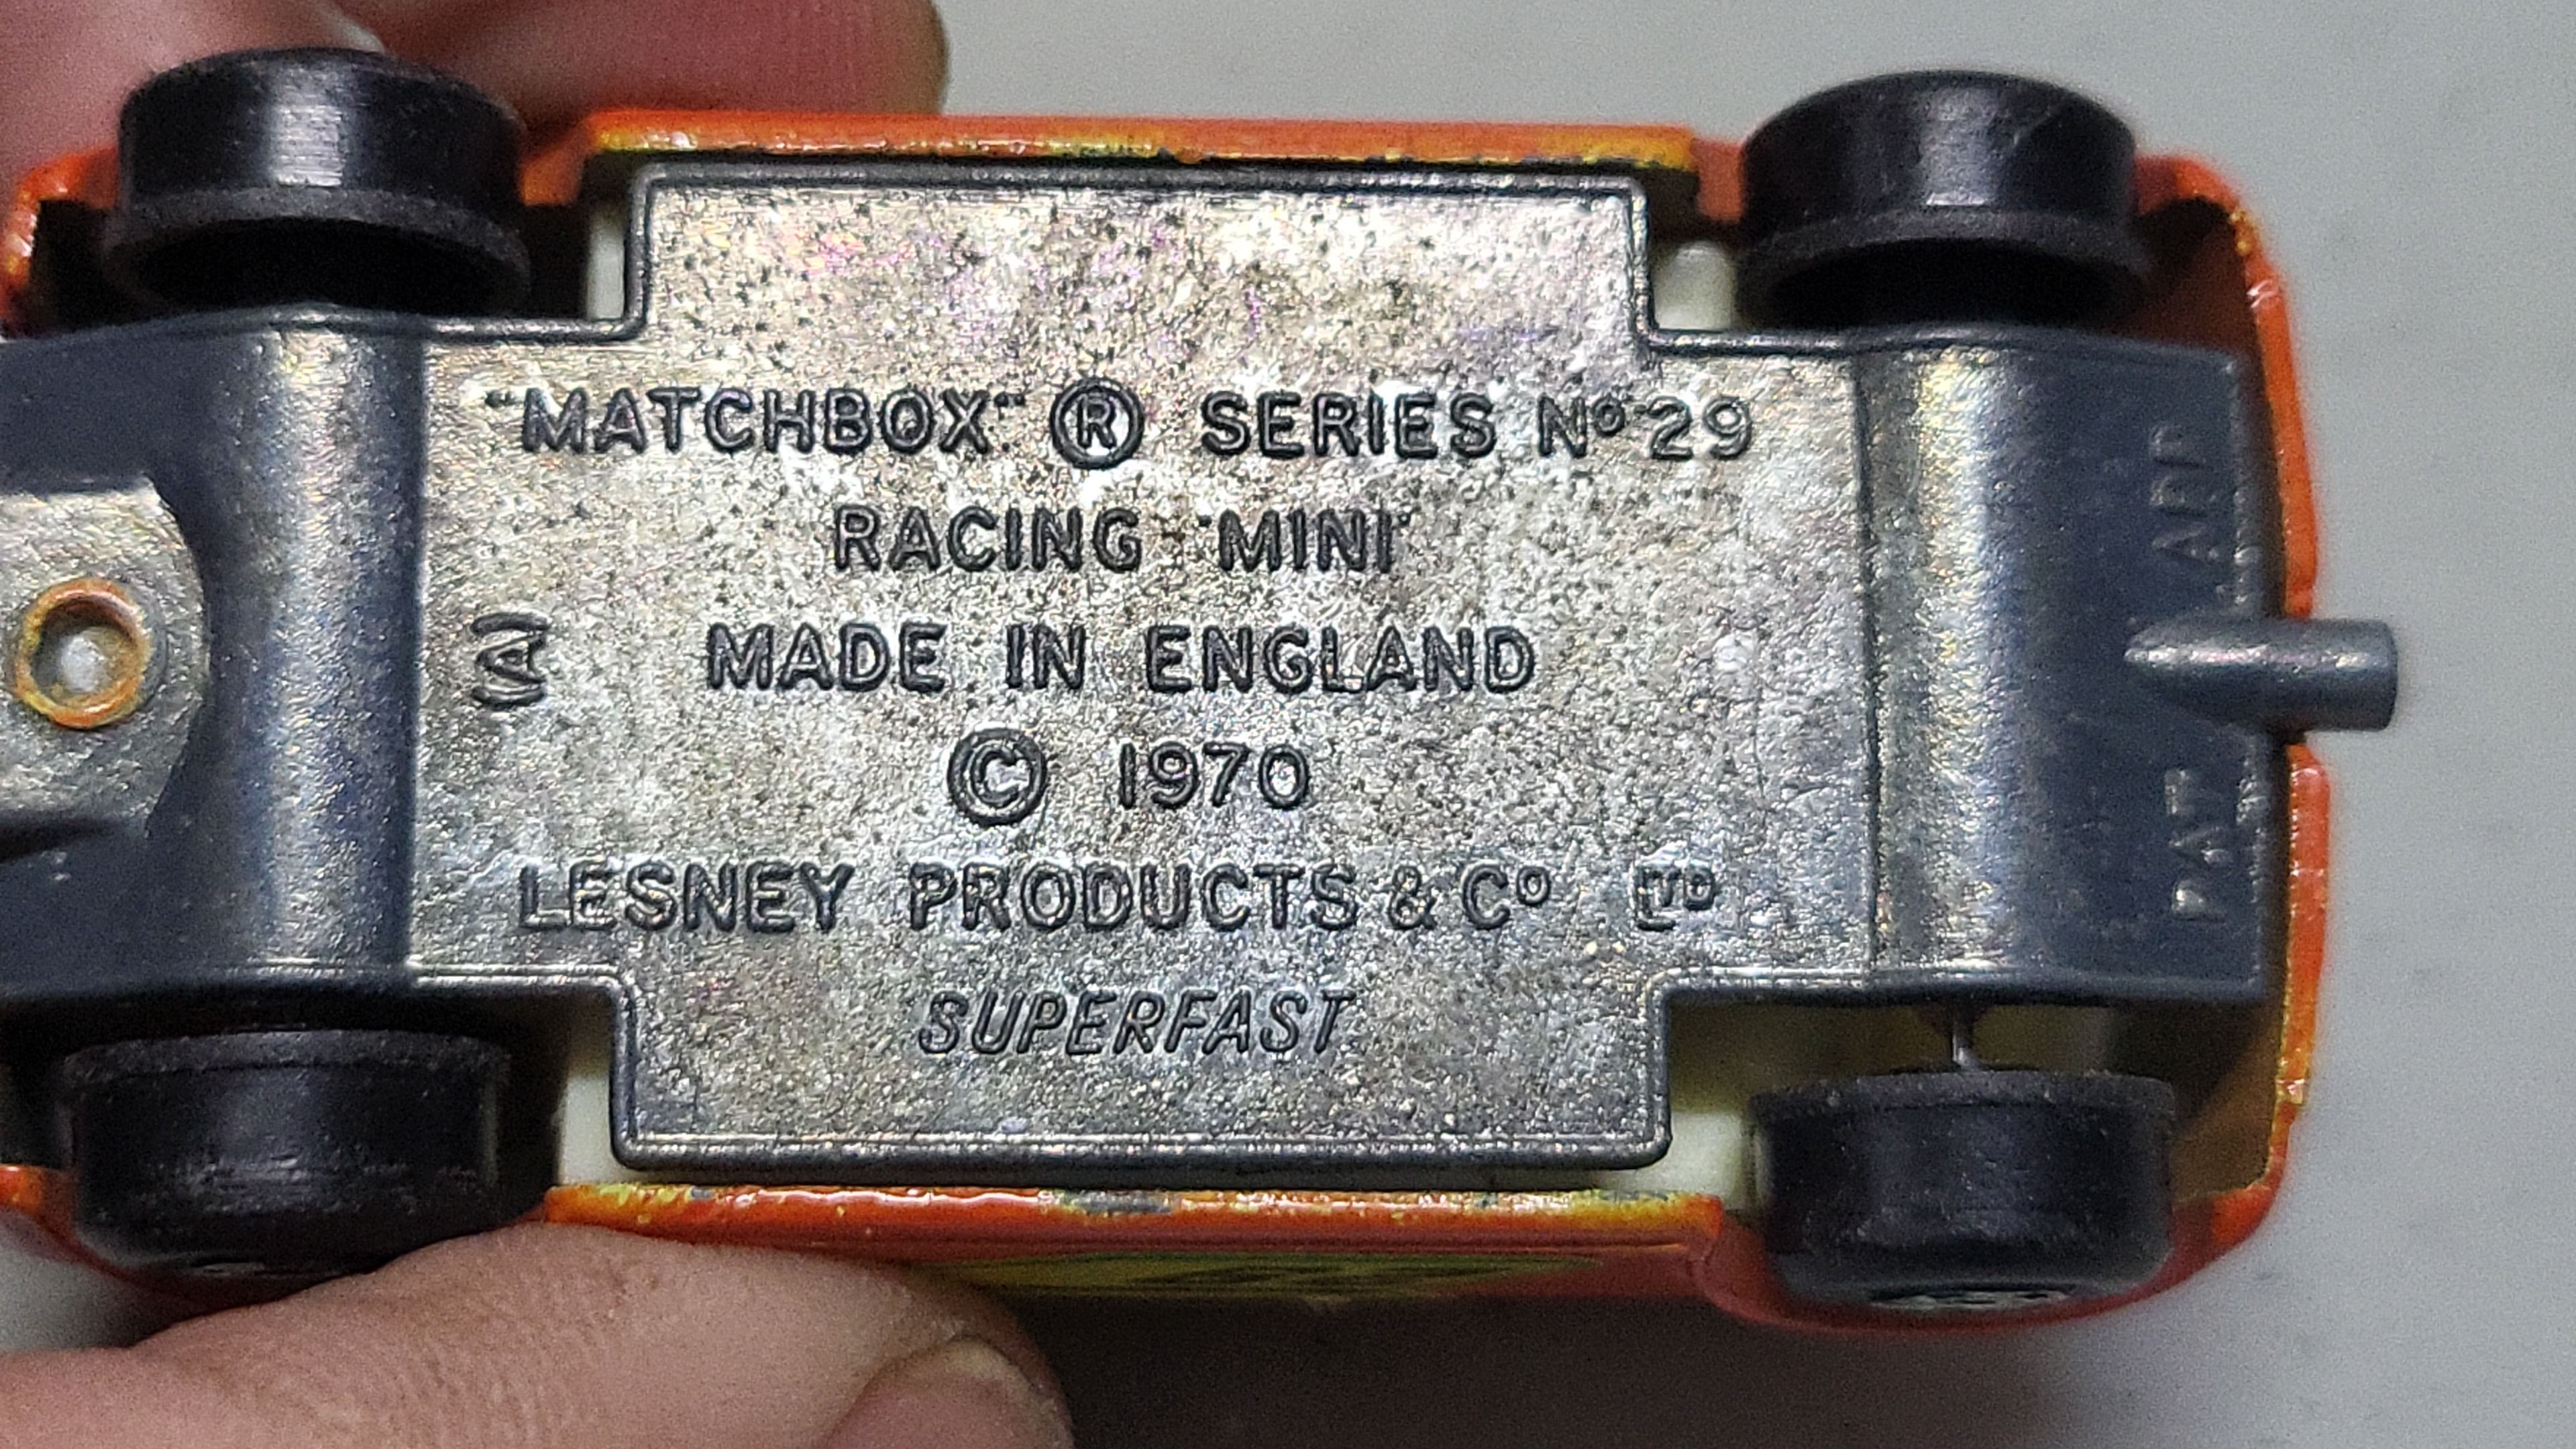 "MATCHBOX" ® SERIES Nº 29
RACING "MINI"
(A)
MADE IN ENGLAND
© 1970
LESNEY PRODUCTS & Cº LTD
SUPERFAST
PAT APP